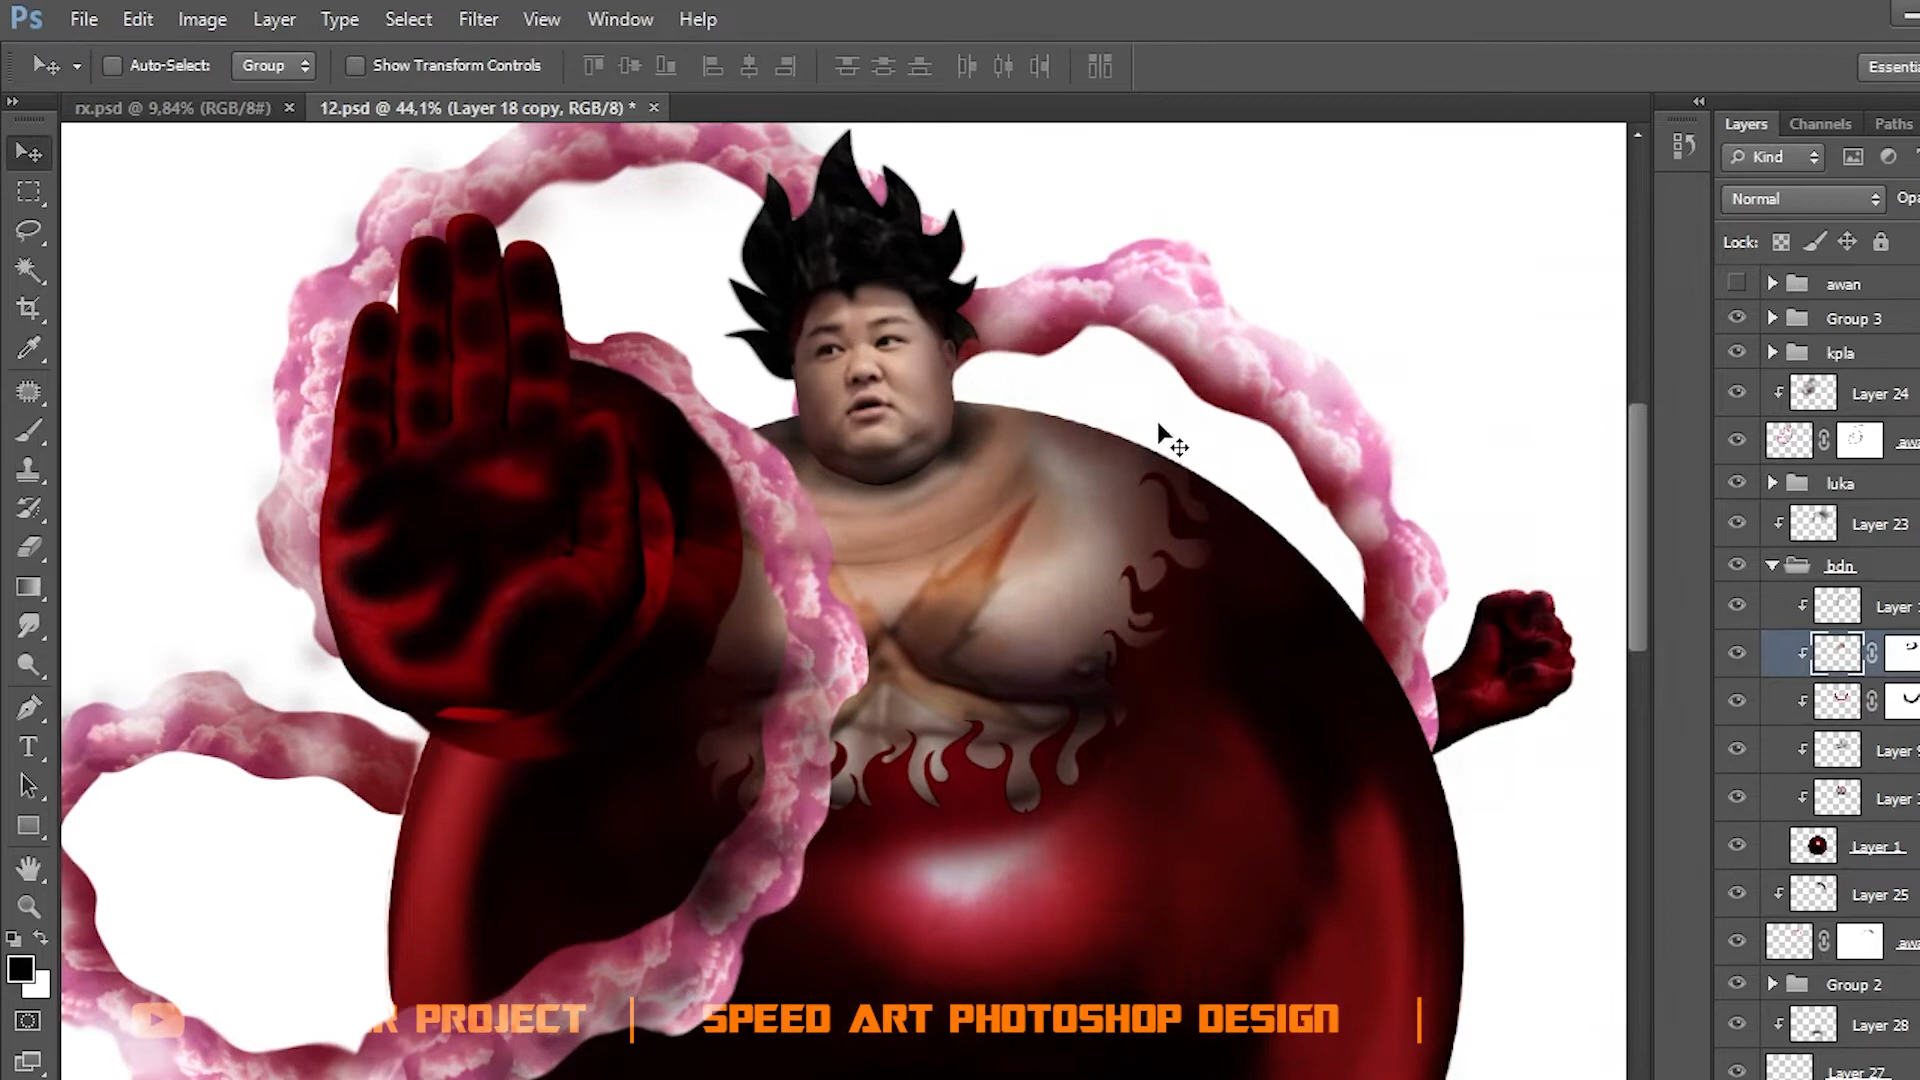 Ps File Edit Image Layer Type Select Filter View Window Help
Auto-Select: Group Show Transform Controls
rx.psd @ 9,84% (RGB/8#) × 12.psd @ 44,1% (Layer 18 copy, RGB/8) * ×
Layers Channels Paths
Kind
Normal
Lock:
awan
Group 3
kpla
Layer 24
luka
Layer 23
bdn
Layer
Layer
Layer
Layer 1
Layer 25
Group 2
Layer 28
Layer 27
R PROJECT | SPEED ART PHOTOSHOP DESIGN |